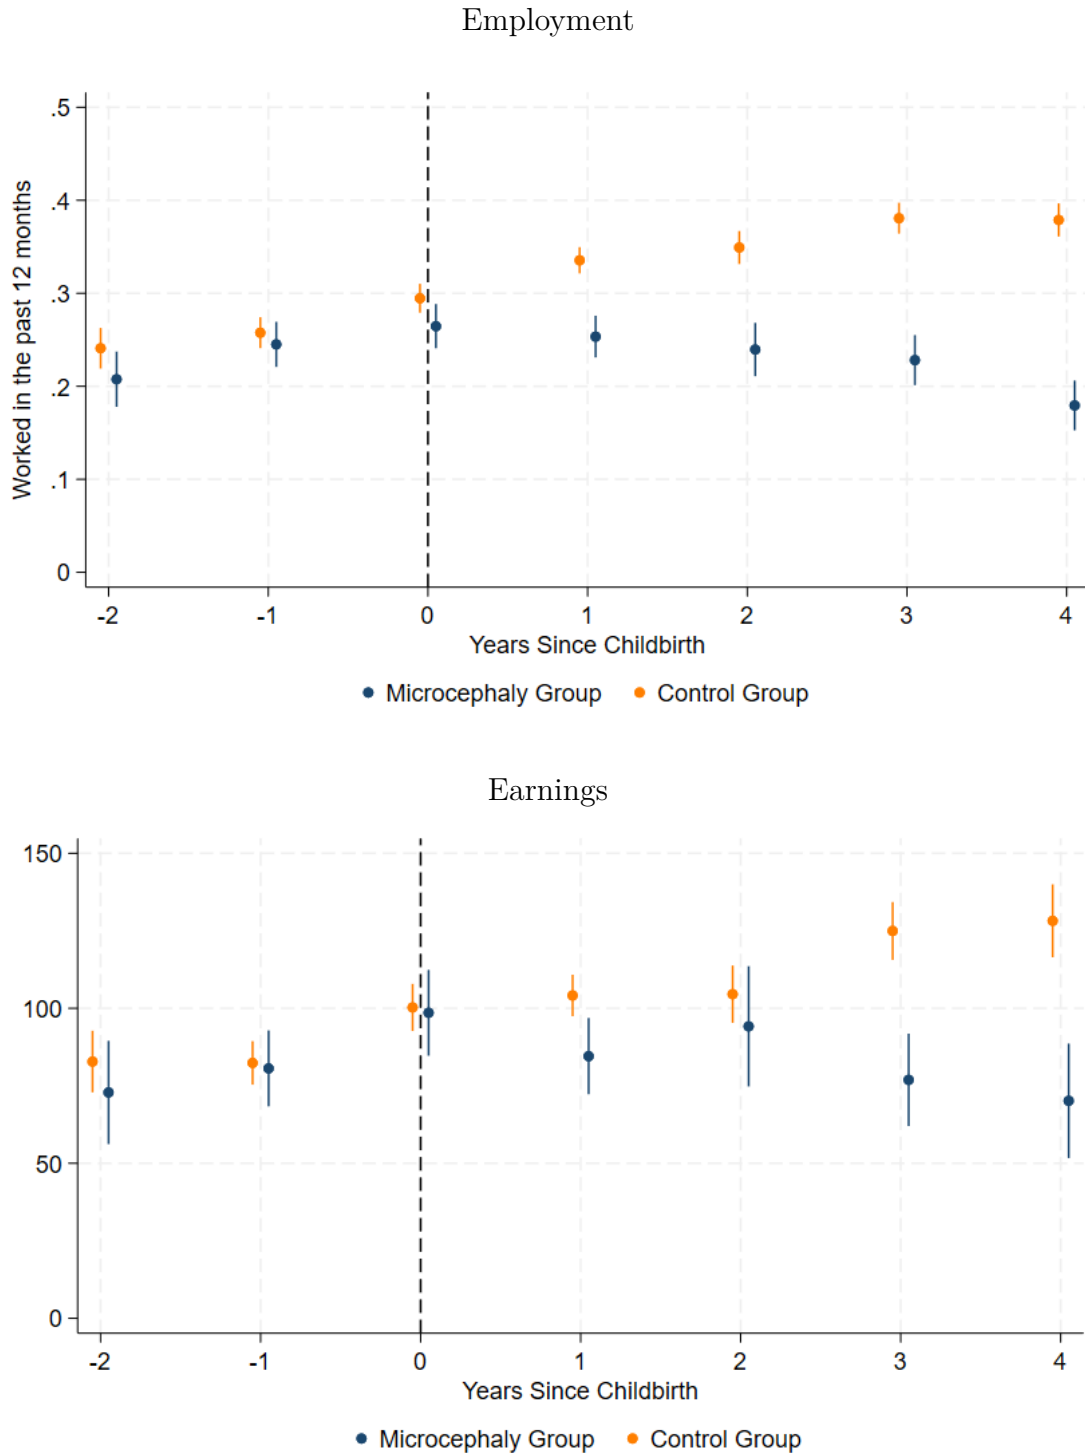 Employment
Worked in the past 12 months
.5
.4
.3
.2
.1
0
-2 -1 0 1 2 3 4
Years Since Childbirth
Microcephaly Group Control Group
Earnings
150
100
50
0
-2 -1 0 1 2 3 4
Years Since Childbirth
Microcephaly Group Control Group